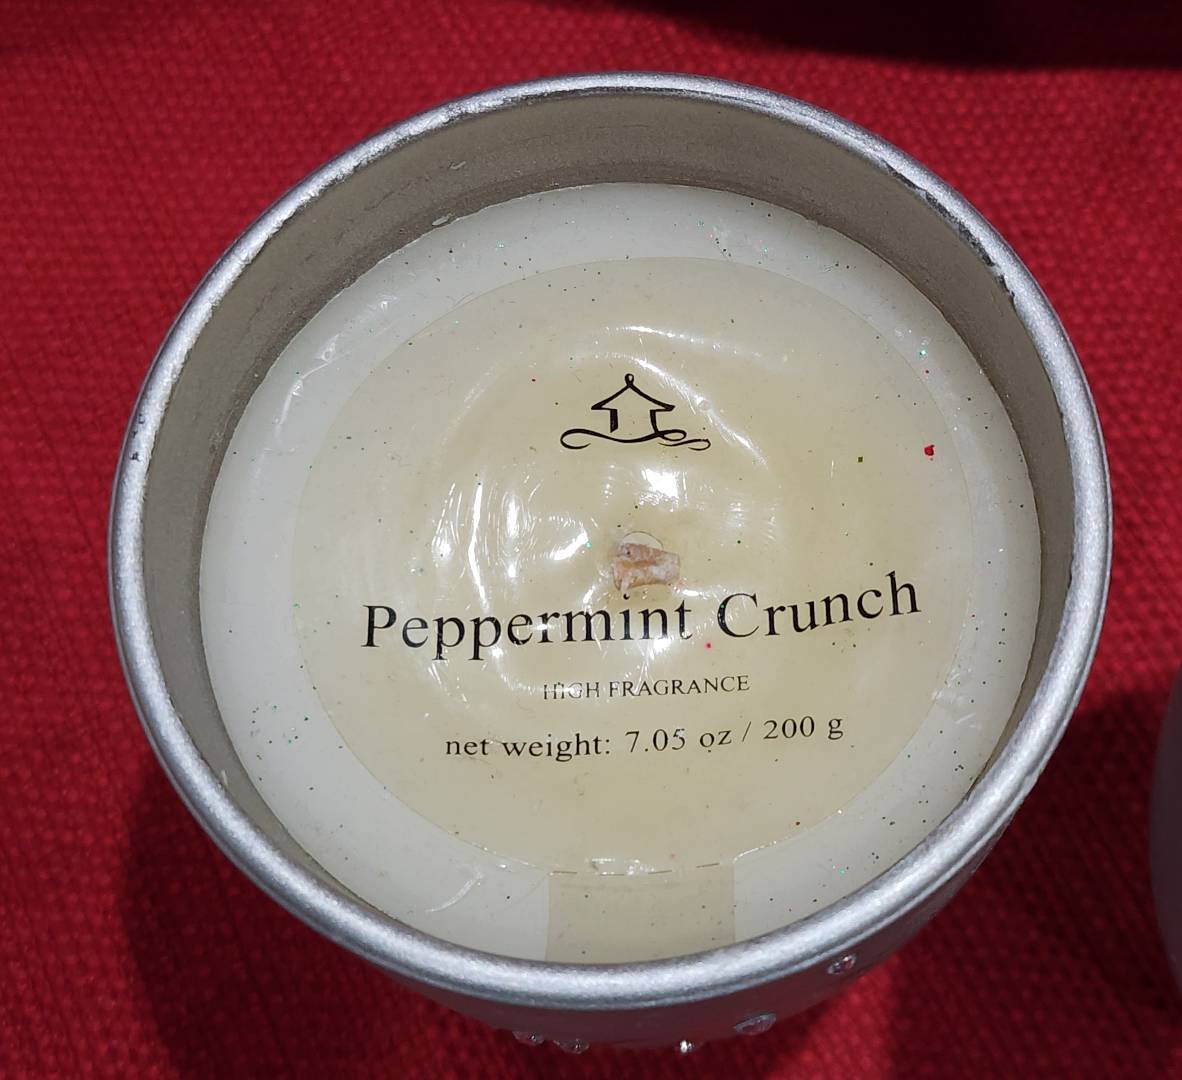 Peppermint Crunch
HIGH FRAGRANCE
net weight: 7.05 oz / 200 g